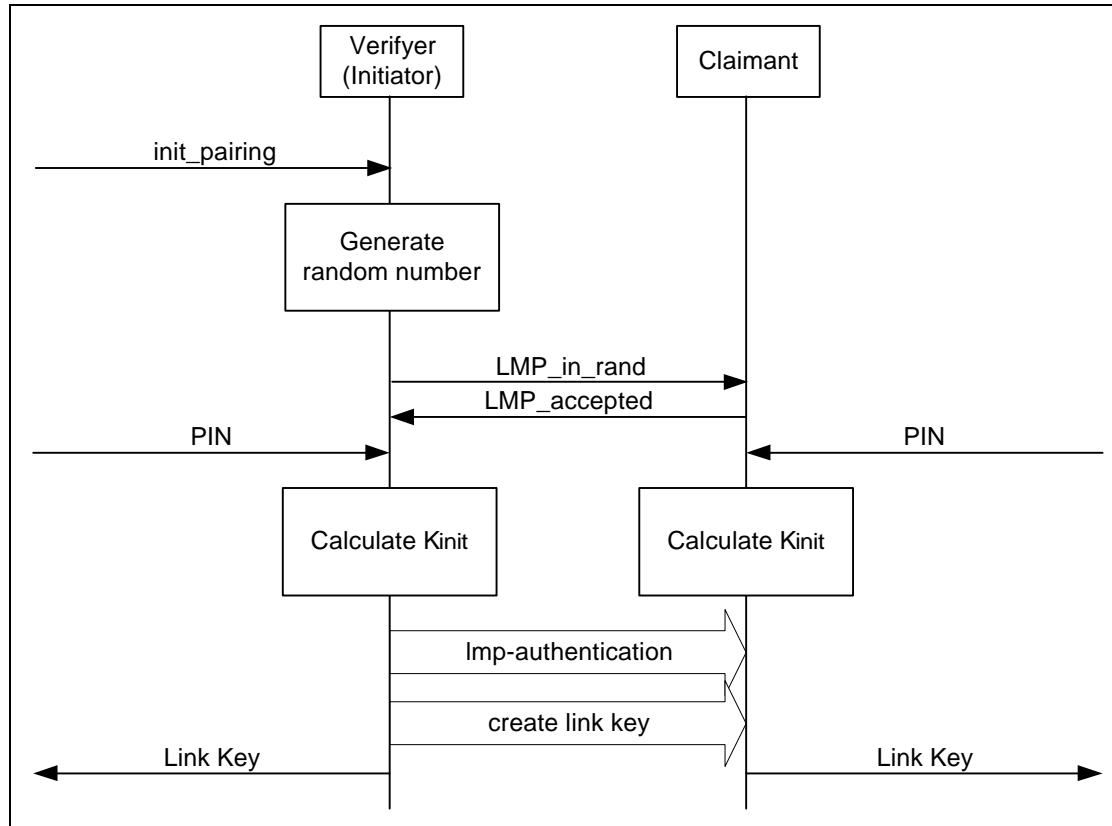 Verifyer
(Initiator)
Claimant
init_pairing
Generate
random number
LMP_in_rand
LMP_accepted
PIN
PIN
Calculate Kinit
Calculate Kinit
lmp-authentication
create link key
Link Key
Link Key